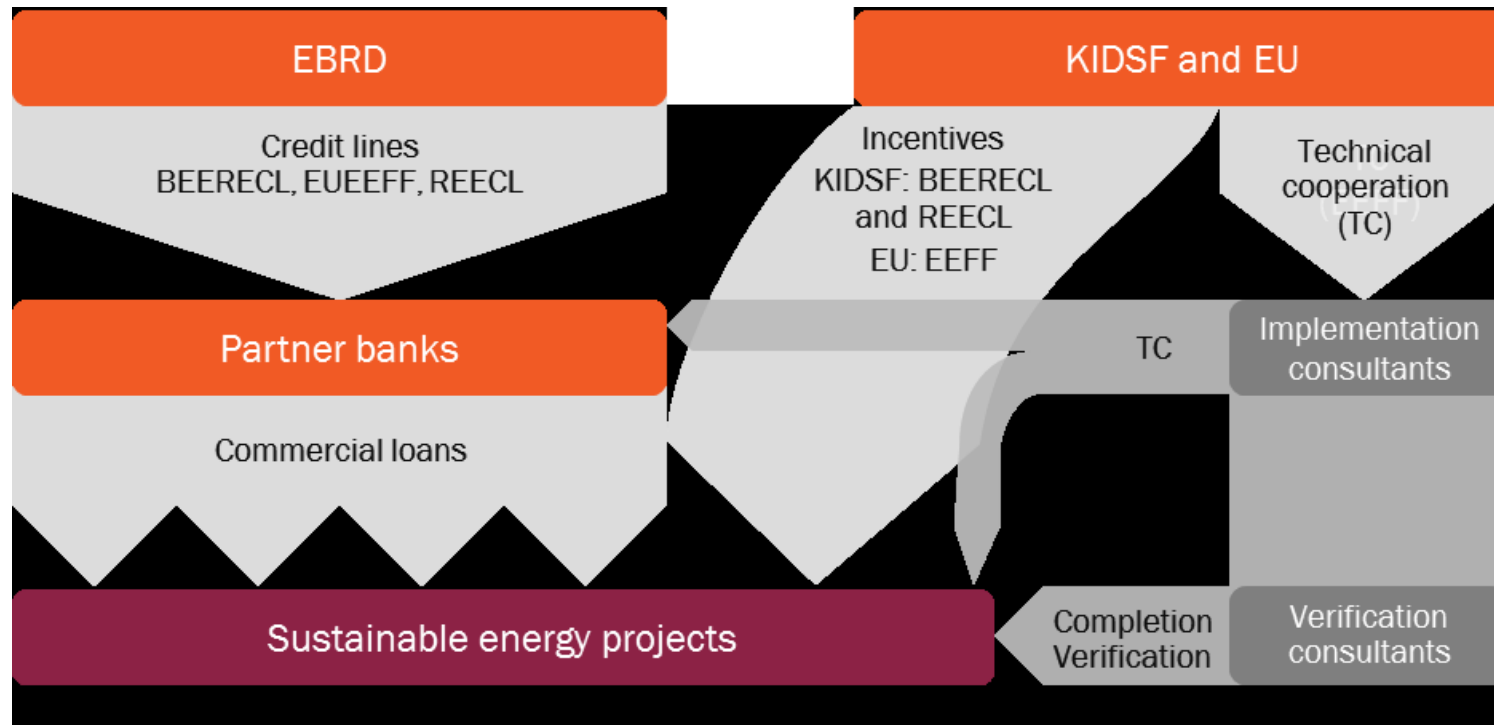 EBRD
KIDSF and EU
Credit lines
BEERECL, EUEEFF, REECL
Incentives
KIDSF: BEERECL
and REECL
EU: EEFF
Technical
cooperation
(TC)
Partner banks
TC
Implementation
consultants
Commercial loans
Sustainable energy projects
Completion
Verification
Verification
consultants